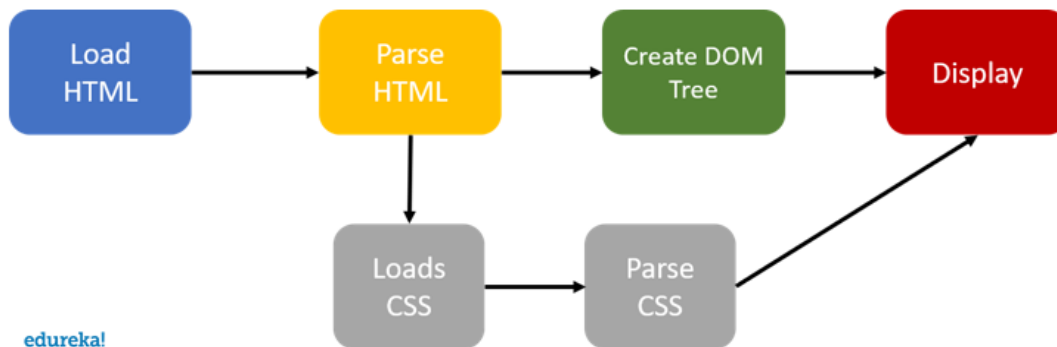 Load
HTML
Parse
HTML
Create DOM
Tree
Display
Loads
CSS
Parse
CSS
edureka!